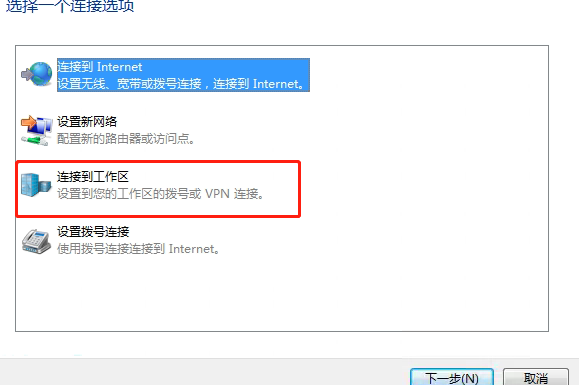 选择一个连接选项
连接到 Internet
设置无线、宽带或拨号连接，连接到 Internet。
设置新网络
配置新的路由器或访问点。
连接到工作区
设置到您的工作区的拨号或 VPN 连接。
设置拨号连接
使用拨号连接连接到 Internet。
下一步(N)
取消